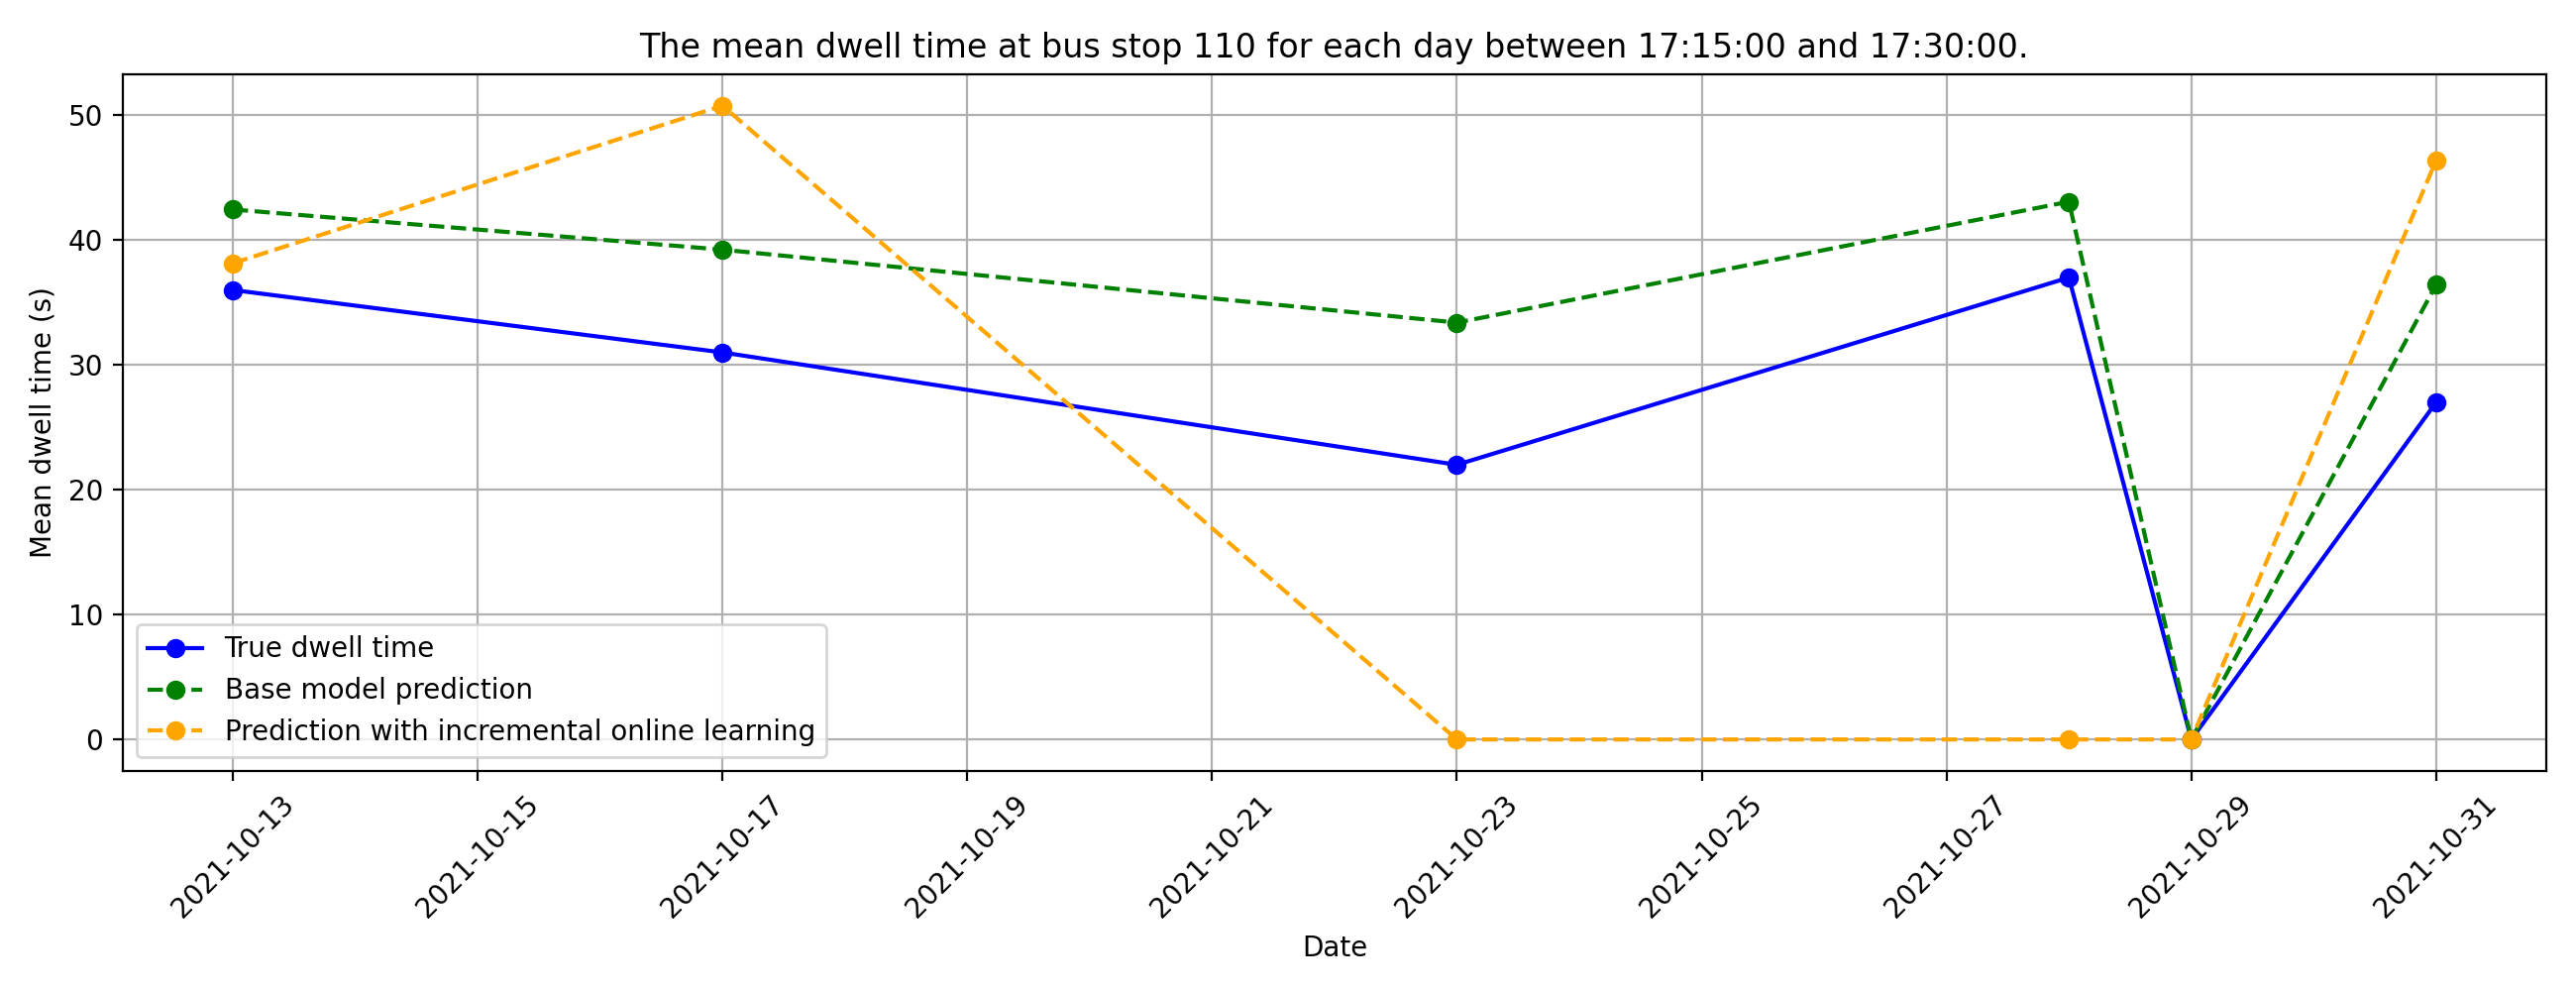 The mean dwell time at bus stop 110 for each day between 17:15:00 and 17:30:00.
Mean dwell time (s)
50
40
30
20
10
0
True dwell time
Base model prediction
Prediction with incremental online learning
2021-10-13
2021-10-15
2021-10-17
2021-10-19
2021-10-21
2021-10-23
2021-10-25
2021-10-27
2021-10-29
2021-10-31
Date